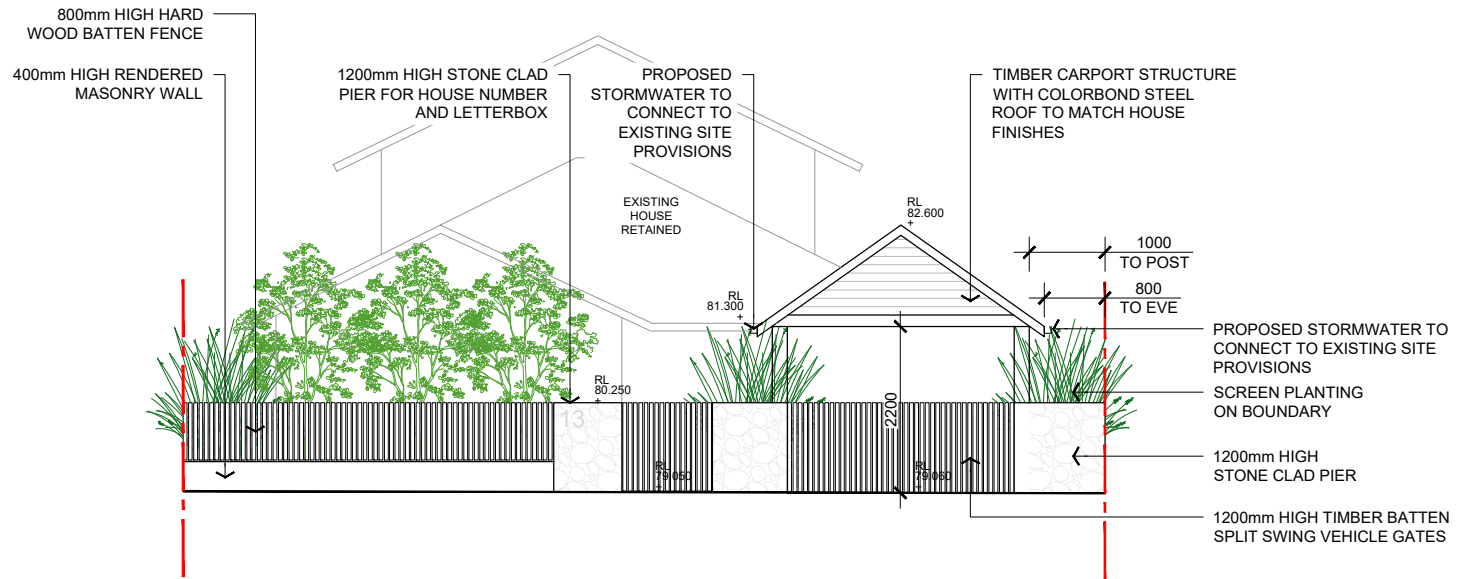 800mm HIGH HARD
WOOD BATTEN FENCE
400mm HIGH RENDERED
MASONRY WALL
1200mm HIGH STONE CLAD
PIER FOR HOUSE NUMBER
AND LETTERBOX
PROPOSED
STORMWATER TO
CONNECT TO
EXISTING SITE
PROVISIONS
TIMBER CARPORT STRUCTURE
WITH COLORBOND STEEL
ROOF TO MATCH HOUSE
FINISHES
EXISTING
HOUSE
RETAINED
RL
82.600
1000
TO POST
800
TO EVE
RL
81.300
PROPOSED STORMWATER TO
CONNECT TO EXISTING SITE
PROVISIONS
SCREEN PLANTING
ON BOUNDARY
RL
80.250
13
2200
RL
79.050
RL
79.060
1200mm HIGH
STONE CLAD PIER
1200mm HIGH TIMBER BATTEN
SPLIT SWING VEHICLE GATES